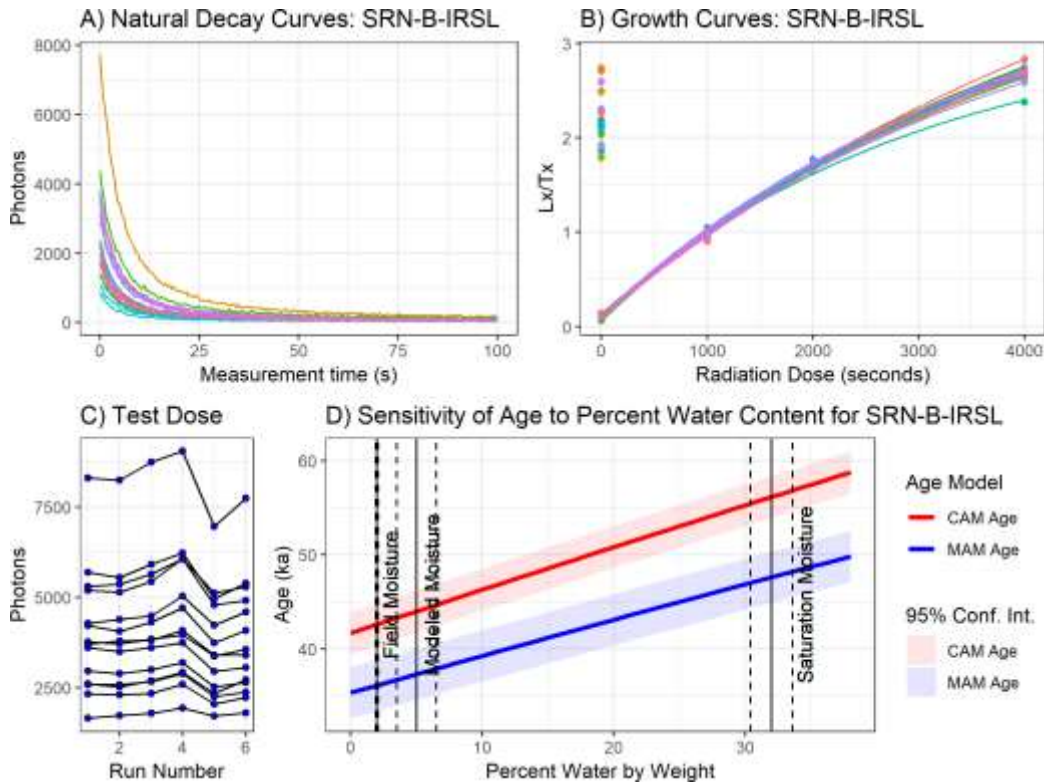 A) Natural Decay Curves: SRN-B-IRSL
8000
6000
4000
2000
0
Photons
0 25 50 75 100
Measurement time (s)
B) Growth Curves: SRN-B-IRSL
3
2
1
0
Lx/Tx
0 1000 2000 3000 4000
Radiation Dose (seconds)
C) Test Dose
7500
5000
2500
Photons
2 4 6
Run Number
D) Sensitivity of Age to Percent Water Content for SRN-B-IRSL
60
50
40
Age (ka)
Field Moisture
Modeled Moisture
Saturation Moisture
0 10 20 30
Percent Water by Weight
Age Model
CAM Age
MAM Age
95% Conf. Int.
CAM Age
MAM Age